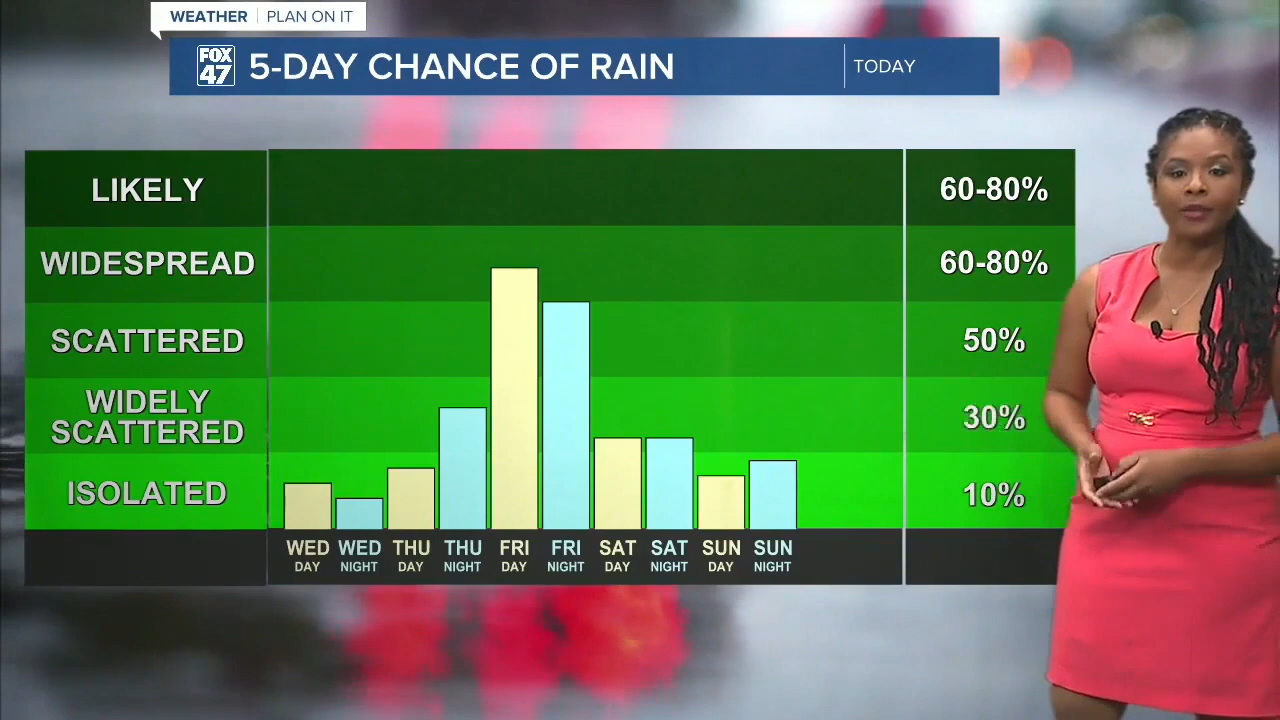 WEATHER | PLAN ON IT
FOX 47
5-DAY CHANCE OF RAIN
TODAY
LIKELY
60-80%
WIDESPREAD
60-80%
SCATTERED
50%
WIDELY
SCATTERED
30%
ISOLATED
10%
WED WED THU THU FRI FRI SAT SAT SUN SUN
DAY NIGHT DAY NIGHT DAY NIGHT DAY NIGHT DAY NIGHT